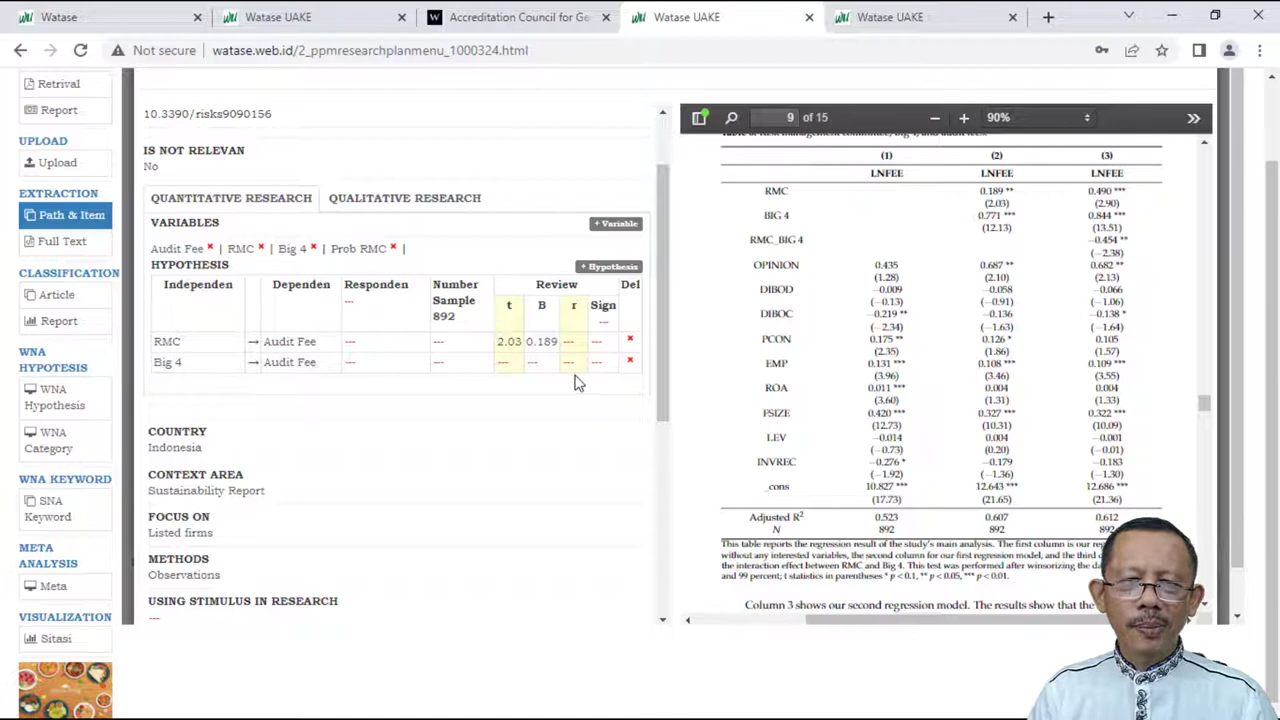 Watase
Watase UAKE
Accreditation Council for Ge
Watase UAKE
Watase UAKE
Not secure
watase.web.id/2_ppmresearchplanmenu_1000324.html
Retrival
Report
UPLOAD
Upload
EXTRACTION
Path & Item
Full Text
CLASSIFICATION
Article
Report
WNA
HYPOTESIS
WNA
Hypothesis
WNA
Category
WNA KEYWORD
SNA
Keyword
META
ANALYSIS
Meta
VISUALIZATION
Sitasi
10.3390/risks9090156
IS NOT RELEVAN
No
QUANTITATIVE RESEARCH QUALITATIVE RESEARCH
VARIABLES + Variable
Audit Fee × | RMC × | Big 4 × | Prob RMC × |
HYPOTHESIS + Hypothesis
Independen Dependen Responden Number Sample 892 Review Del
--- t B r Sign
---
RMC → Audit Fee --- --- 2.03 0.189 --- --- ×
Big 4 → Audit Fee --- --- --- --- --- --- ×
COUNTRY
Indonesia
CONTEXT AREA
Sustainability Report
FOCUS ON
Listed firms
METHODS
Observations
USING STIMULUS IN RESEARCH
---
9 of 15 90%
(1) (2) (3)
LNFEE LNFEE LNFEE
RMC 0.189 ** 0.490 ***
(2.03) (2.90)
BIG 4 0.771 *** 0.844 ***
(12.13) (13.51)
RMC_BIG 4 -0.454 **
(−2.38)
OPINION 0.435 0.687 ** 0.682 **
(1.28) (2.10) (2.13)
DIBOD −0.009 −0.058 −0.066
(−0.13) (−0.91) (−1.06)
DIBOC −0.219 ** −0.136 −0.138 *
(−2.34) (−1.63) (−1.64)
PCON 0.175 ** 0.126 * 0.105
(2.35) (1.86) (1.57)
EMP 0.131 *** 0.108 *** 0.109 ***
(3.96) (3.46) (3.55)
ROA 0.011 *** 0.004 0.004
(3.60) (1.31) (1.33)
FSIZE 0.420 *** 0.327 *** 0.322 ***
(12.73) (10.31) (10.09)
LEV −0.014 0.004 −0.001
(−0.73) (0.20) (−0.01)
INVREC −0.276 * −0.179 −0.183
(−1.92) (−1.36) (−1.30)
_cons 10.827 *** 12.643 *** 12.686 ***
(17.73) (21.65) (21.36)
Adjusted R² 0.523 0.607 0.612
N 892 892 892
This table reports the regression result of the study's main analysis. The first column is our reg
without any interested variables, the second column for our first regression model, and the third
the interaction effect between RMC and Big 4. This test was performed after winsorizing the da
and 99 percent; t statistics in parentheses * p < 0.1, ** p < 0.05, *** p < 0.01.
Column 3 shows our second regression model. The results show that the